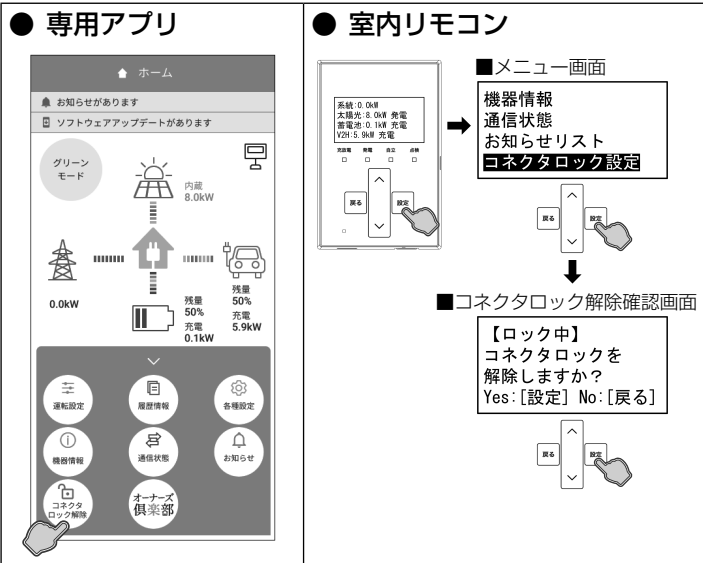 ● 専用アプリ
ホーム
お知らせがあります
ソフトウェアアップデートがあります
グリーン
モード
内蔵
8.0kW
0.0kW
残量
50%
充電
0.1kW
残量
50%
充電
5.9kW
運転設定
履歴情報
各種設定
機器情報
通信状態
お知らせ
コネクタ
ロック解除
オーナーズ
倶楽部
● 室内リモコン
系統:0.0kW
太陽光:8.0kW 発電
蓄電池:0.1kW 充電
V2H:5.9kW 充電
充放電 発電 自立 点検
戻る
設定
■メニュー画面
機器情報
通信状態
お知らせリスト
コネクタロック設定
戻る
設定
■コネクタロック解除確認画面
【ロック中】
コネクタロックを
解除しますか?
Yes:[設定] No:[戻る]
戻る
設定